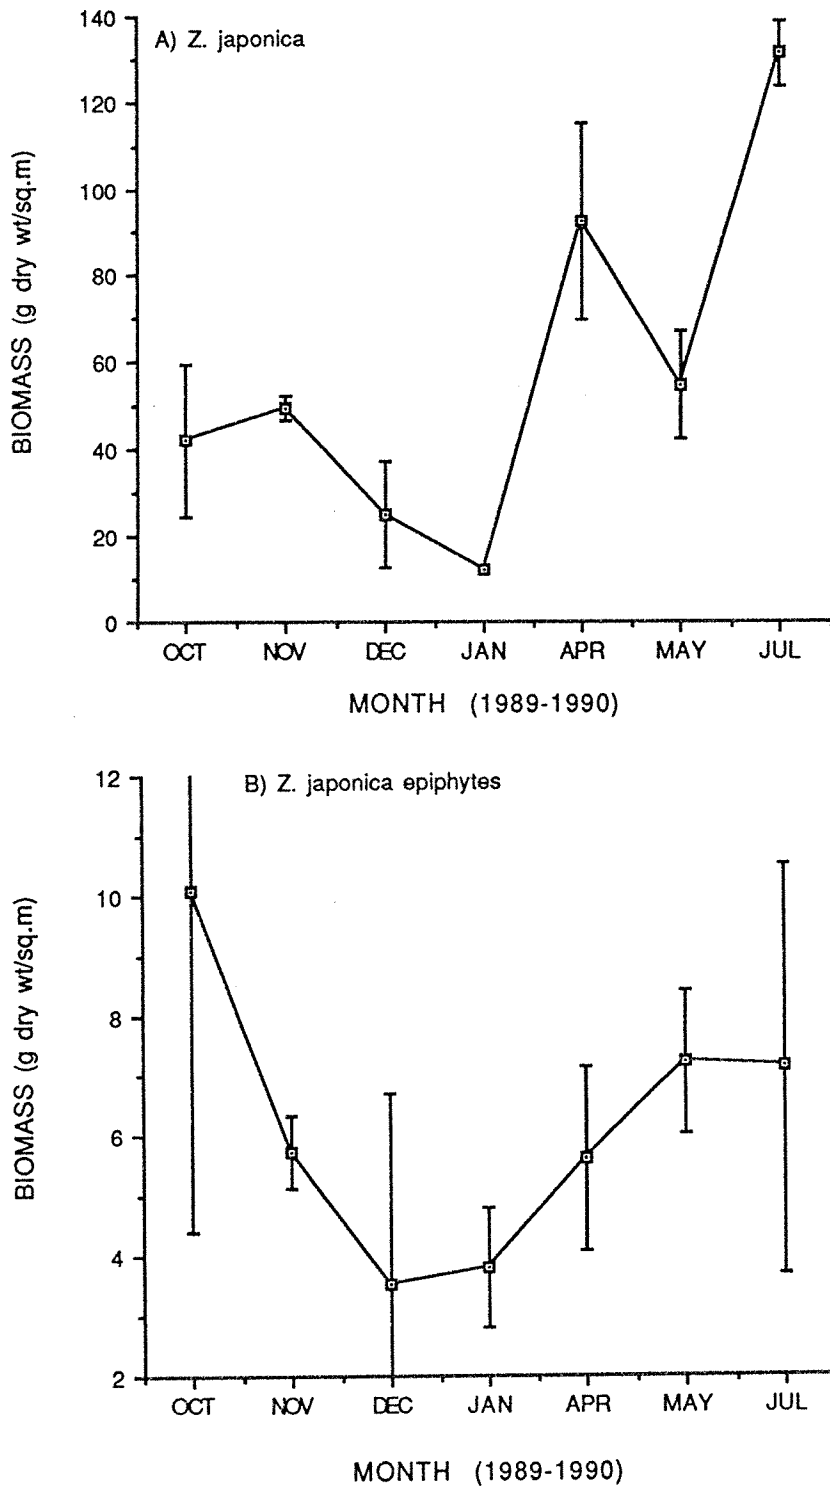 A) Z. japonica
BIOMASS (g dry wt/sq.m)
140
120
100
80
60
40
20
0
OCT NOV DEC JAN APR MAY JUL
MONTH (1989-1990)
B) Z. japonica epiphytes
BIOMASS (g dry wt/sq.m)
12
10
8
6
4
2
OCT NOV DEC JAN APR MAY JUL
MONTH (1989-1990)